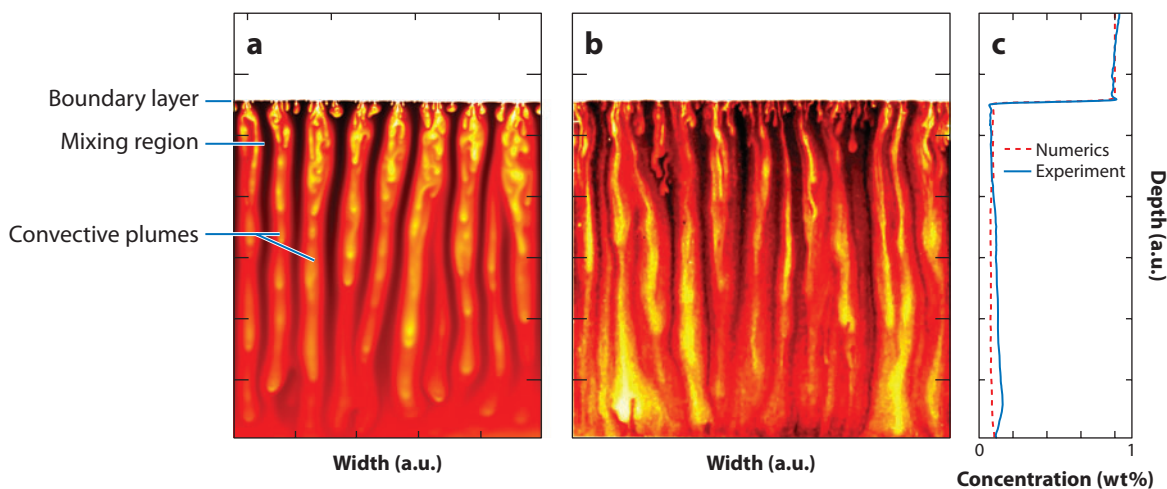 a
b
c
Boundary layer
Mixing region
Convective plumes
Numerics
Experiment
Depth (a.u.)
0
1
Width (a.u.)
Width (a.u.)
Concentration (wt%)